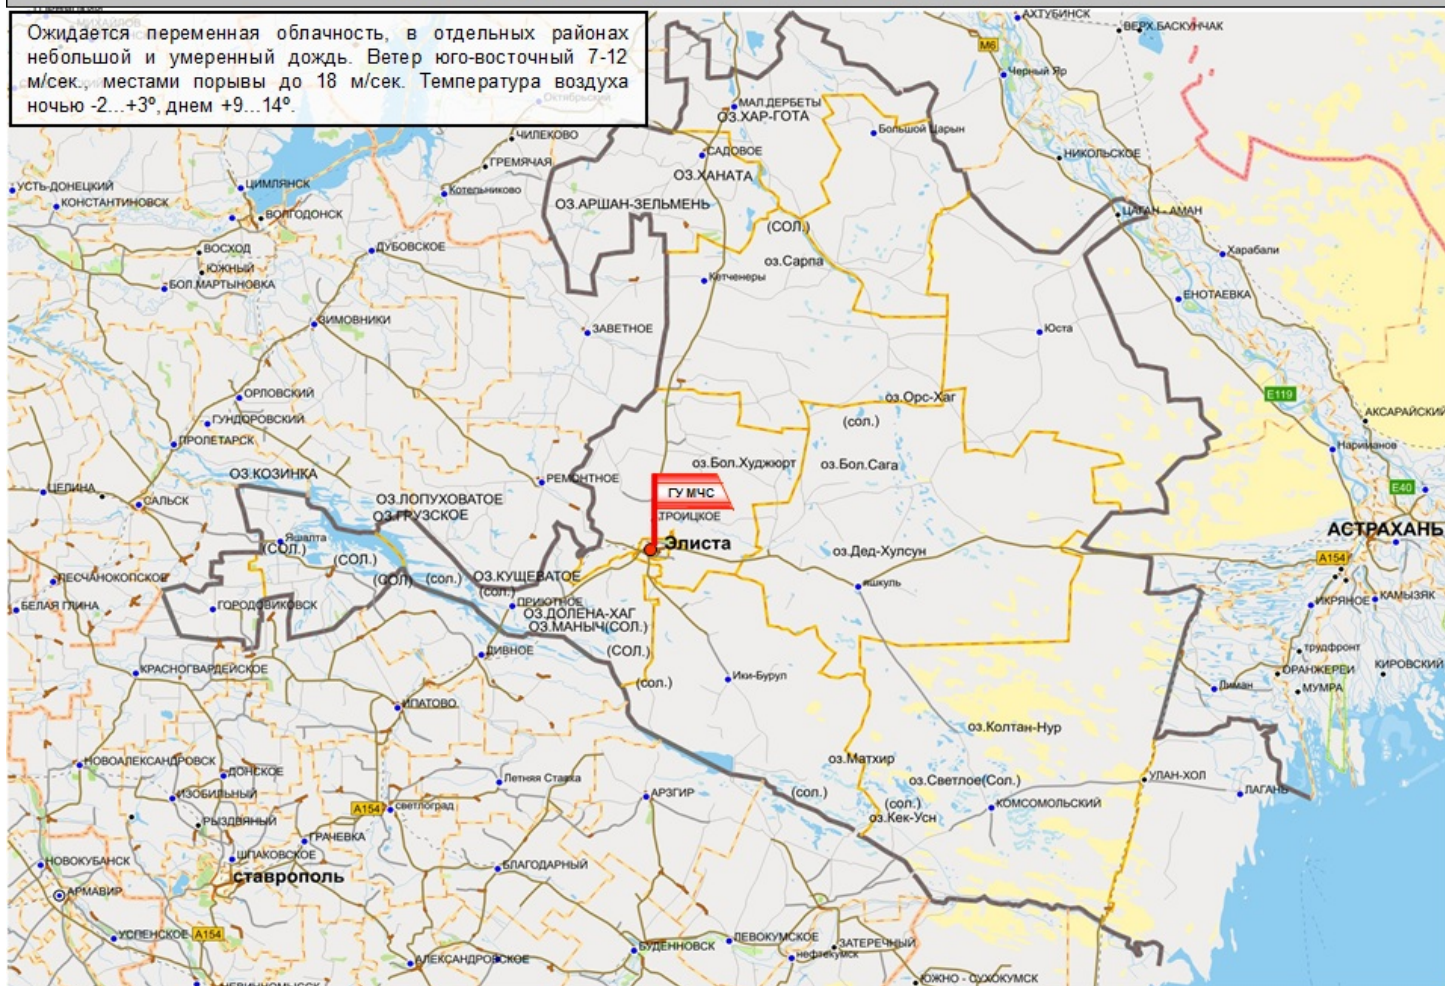 Ожидается переменная облачность, в отдельных районах
небольшой и умеренный дождь. Ветер юго-восточный 7-12
м/сек., местами порывы до 18 м/сек. Температура воздуха
ночью -2...+3º, днем +9...14º.
АХТУБИНСК
ВЕРХ.БАСКУНЧАК
М6
Черный Яр
Октябрьский
МАЛ.ДЕРБЕТЫ
ОЗ.ХАР-ГОТА
Большой Царын
ЧИЛЕКОВО
ГРЕМЯЧАЯ
САДОВОЕ
НИКОЛЬСКОЕ
ОЗ.ХАНАТА
УСТЬ-ДОНЕЦКИЙ
ЦИМЛЯНСК
Котельниково
КОНСТАНТИНОВСК
ОЗ.АРШАН-ЗЕЛЬМЕНЬ
ВОЛГОДОНСК
ЦАГАН - АМАН
(СОЛ.)
ВОСХОД
ДУБОВСКОЕ
Харабали
оз.Сарпа
ЮЖНЫЙ
Кетченеры
БОЛ.МАРТЫНОВКА
ЕНОТАЕВКА
ЗИМОВНИКИ
ЗАВЕТНОЕ
Юста
ОРЛОВСКИЙ
оз.Орс-Хаг
Е119
АКСАРАЙСКИЙ
ГУНДОРОВСКИЙ
(сол.)
ПРОЛЕТАРСК
Нариманов
оз.Бол.Худжюрт
оз.Бол.Сага
ОЗ.КОЗИНКА
РЕМОНТНОЕ
ЦЕЛИНА
ГУ МЧС
Е40
САЛЬСК
ОЗ.ЛОПУХОВАТОЕ
ОЗ.ГРУЗСКОЕ
ТРОИЦКОЕ
АСТРАХАНЬ
Яшалта
(СОЛ.)
Элиста
оз.Дед-Хулсун
А154
(СОЛ.)
ПЕСЧАНОКОПСКОЕ
(СОЛ)
(сол.)
ОЗ.КУЩЕВАТОЕ
(сол.)
яшкуль
БЕЛАЯ ГЛИНА
ГОРОДОВИКОВСК
ПРИЮТНОЕ
ИКРЯНОЕ
КАМЫЗЯК
ОЗ.ДОЛЕНА-ХАГ
ОЗ.МАНЫЧ(СОЛ.)
ДИВНОЕ
(СОЛ.)
трудфронт
КРАСНОГВАРДЕЙСКОЕ
ОРАНЖЕРЕИ
КИРОВСКИЙ
(сол.)
Ики-Бурул
Лиман
МУМРА
ИПАТОВО
оз.Колтан-Нур
НОВОАЛЕКСАНДРОВСК
ДОНСКОЕ
Летняя Ставка
оз.Матхир
оз.Светлое(Сол.)
УЛАН-ХОЛ
ИЗОБИЛЬНЫЙ
А154
светлоград
АРЗГИР
(сол.)
(сол.)
КОМСОМОЛЬСКИЙ
ЛАГАНЬ
РЫЗДВЯНЫЙ
оз.Кек-Усн
ГРАЧЕВКА
НОВОКУБАНСК
ШПАКОВСКОЕ
БЛАГОДАРНЫЙ
ставрополь
АРМАВИР
УСПЕНСКОЕ
А154
БУДЕННОВСК
ЛЕВОКУМСКОЕ
ЗАТЕРЕЧНЫЙ
АЛЕКСАНДРОВСКОЕ
нефтекумск
ЮЖНО - СУХОКУМСК